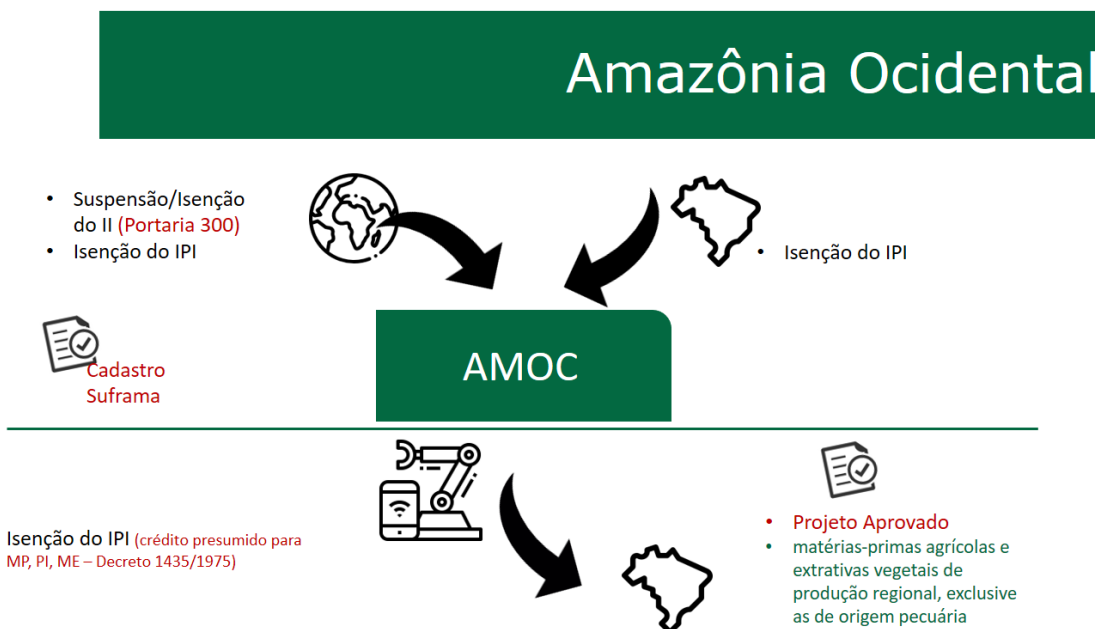 Amazônia Ocidental
• Suspensão/Isenção
do II (Portaria 300)
• Isenção do IPI
• Isenção do IPI
Cadastro
Suframa
AMOC
Isenção do IPI (crédito presumido para
MP, PI, ME – Decreto 1435/1975)
• Projeto Aprovado
• matérias-primas agrícolas e
extrativas vegetais de
produção regional, exclusive
as de origem pecuária